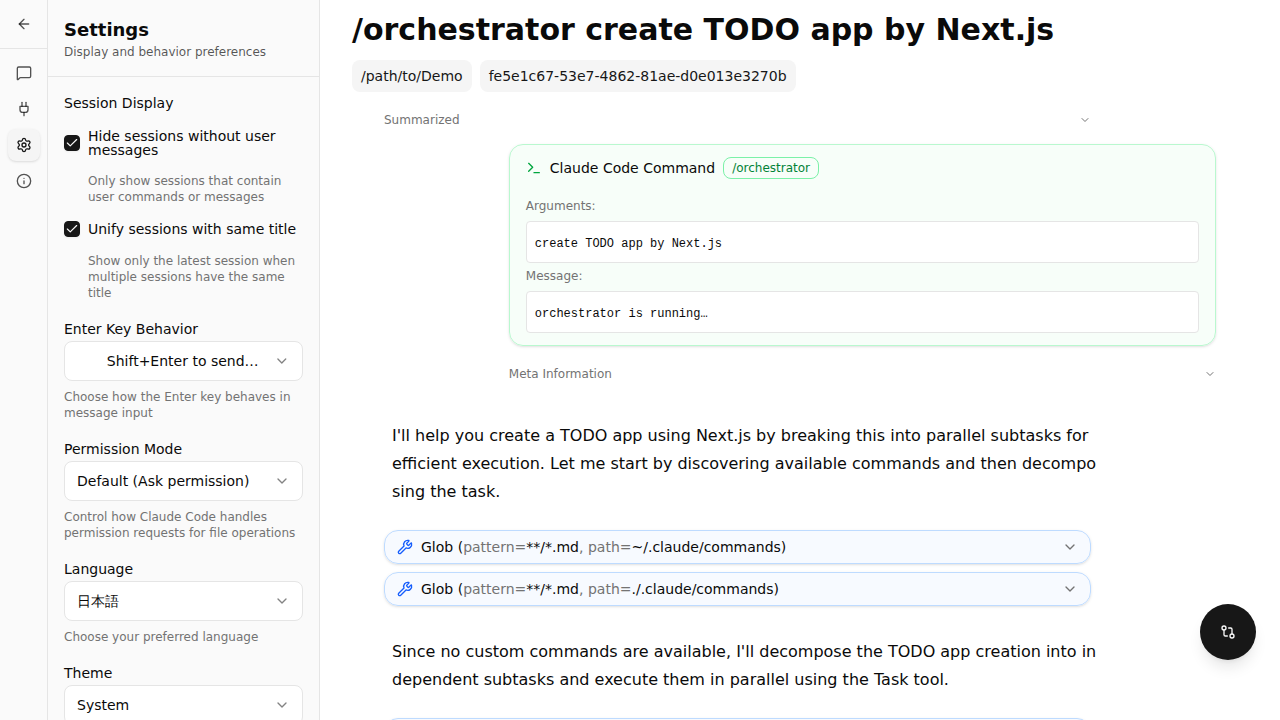 Settings
Display and behavior preferences
Session Display
Hide sessions without user
messages
Only show sessions that contain
user commands or messages
Unify sessions with same title
Show only the latest session when
multiple sessions have the same
title
Enter Key Behavior
Shift+Enter to send…
Choose how the Enter key behaves in
message input
Permission Mode
Default (Ask permission)
Control how Claude Code handles
permission requests for file operations
Language
日本語
Choose your preferred language
Theme
System
/orchestrator create TODO app by Next.js
/path/to/Demo
fe5e1c67-53e7-4862-81ae-d0e013e3270b
Summarized
Claude Code Command /orchestrator
Arguments:
create TODO app by Next.js
Message:
orchestrator is running…
Meta Information
I'll help you create a TODO app using Next.js by breaking this into parallel subtasks for
efficient execution. Let me start by discovering available commands and then decompo
sing the task.
Glob (pattern=**/*.md, path=~/.claude/commands)
Glob (pattern=**/*.md, path=./.claude/commands)
Since no custom commands are available, I'll decompose the TODO app creation into in
dependent subtasks and execute them in parallel using the Task tool.